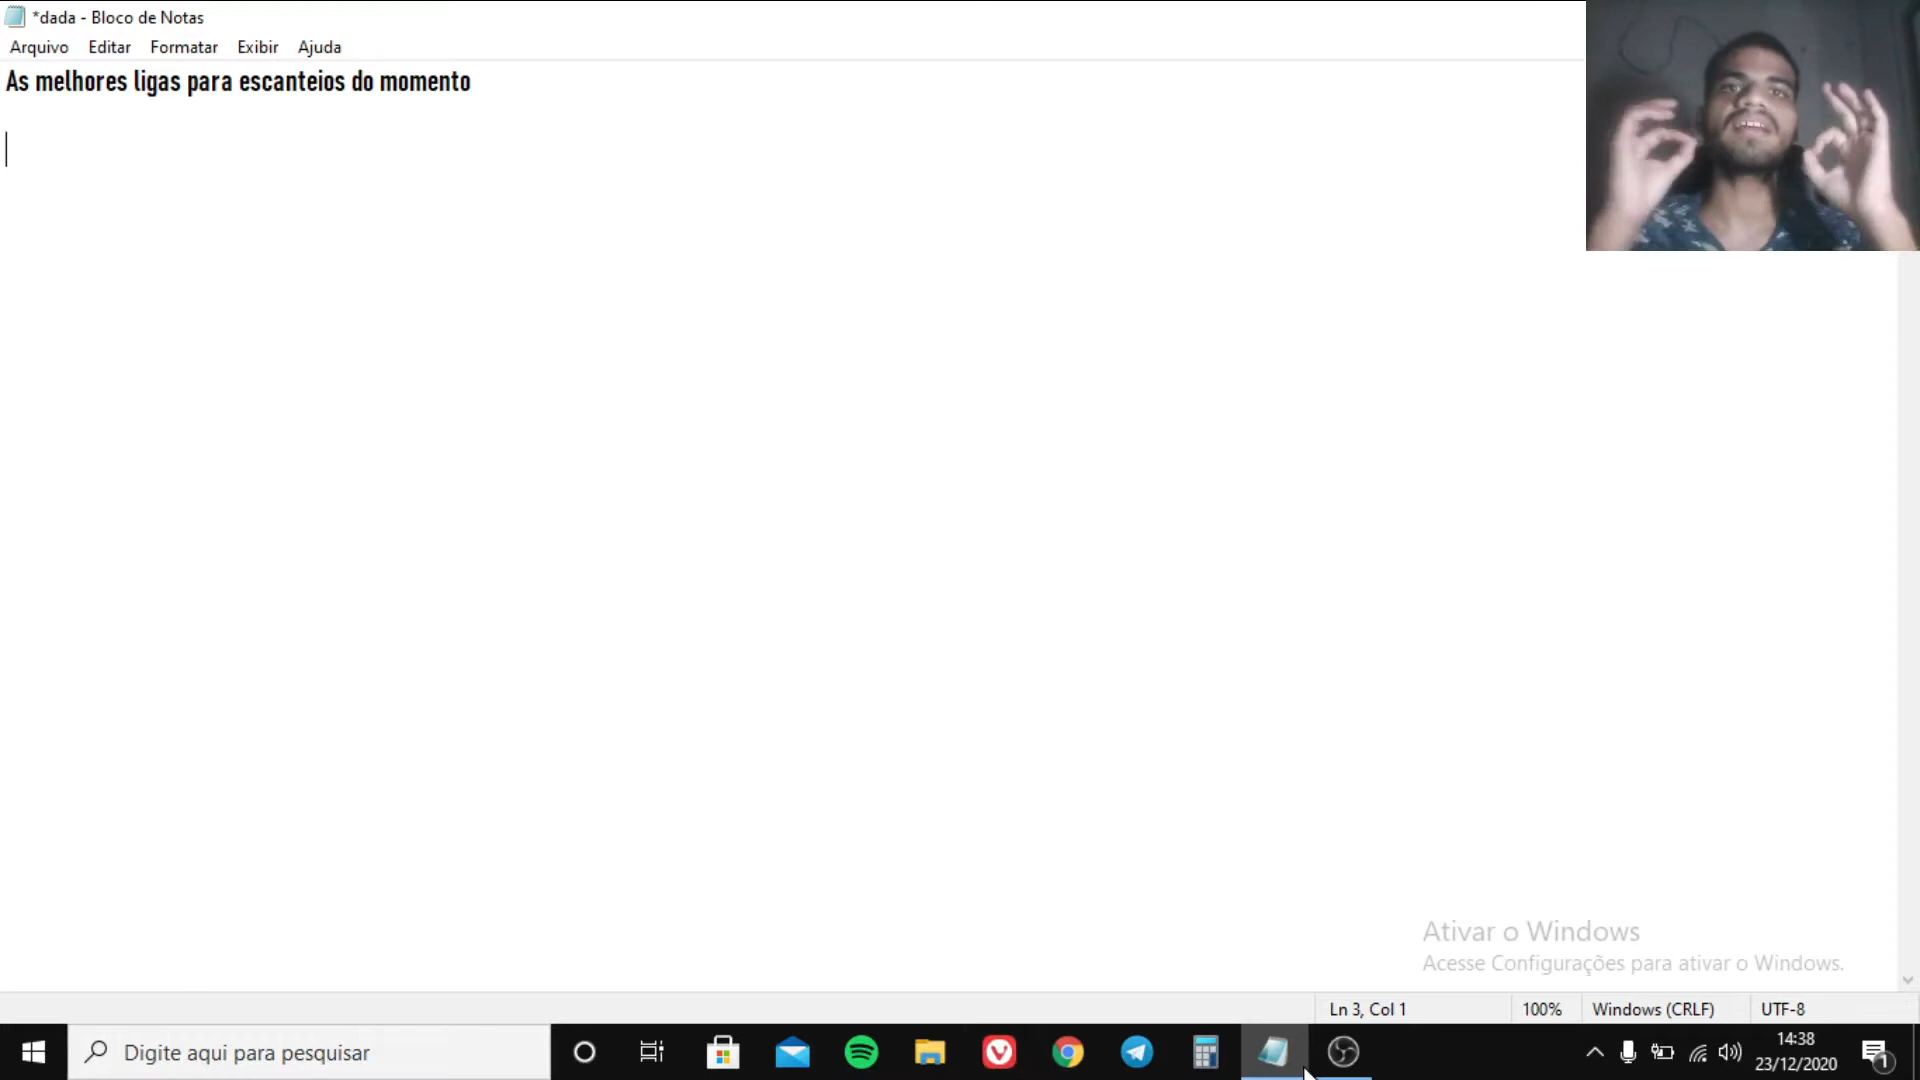 *dada - Bloco de Notas
Arquivo Editar Formatar Exibir Ajuda
As melhores ligas para escanteios do momento
Ativar o Windows
Acesse Configurações para ativar o Windows.
Ln 3, Col 1 100% Windows (CRLF) UTF-8
Digite aqui para pesquisar
14:38
23/12/2020
1